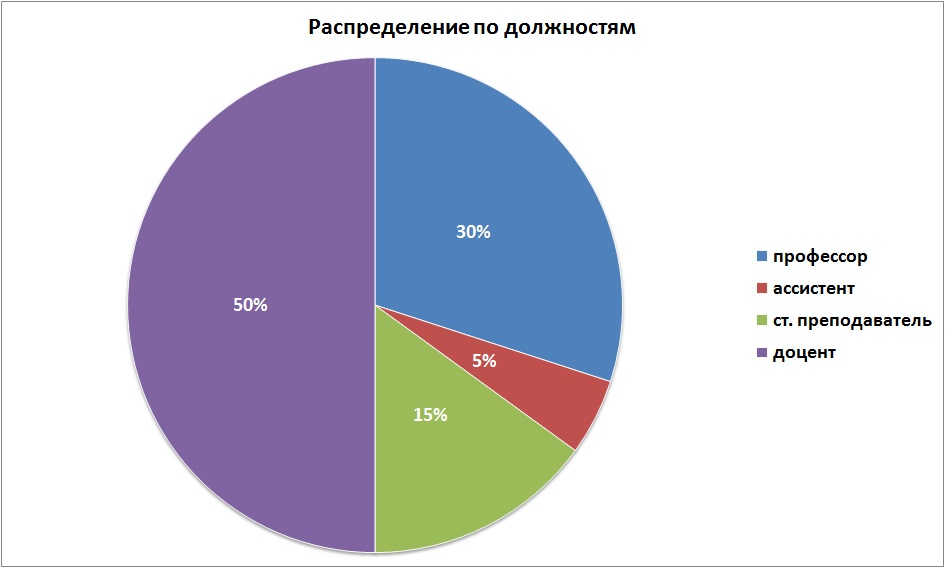 Распределение по должностям
30%
50%
5%
15%
профессор
ассистент
ст. преподаватель
доцент